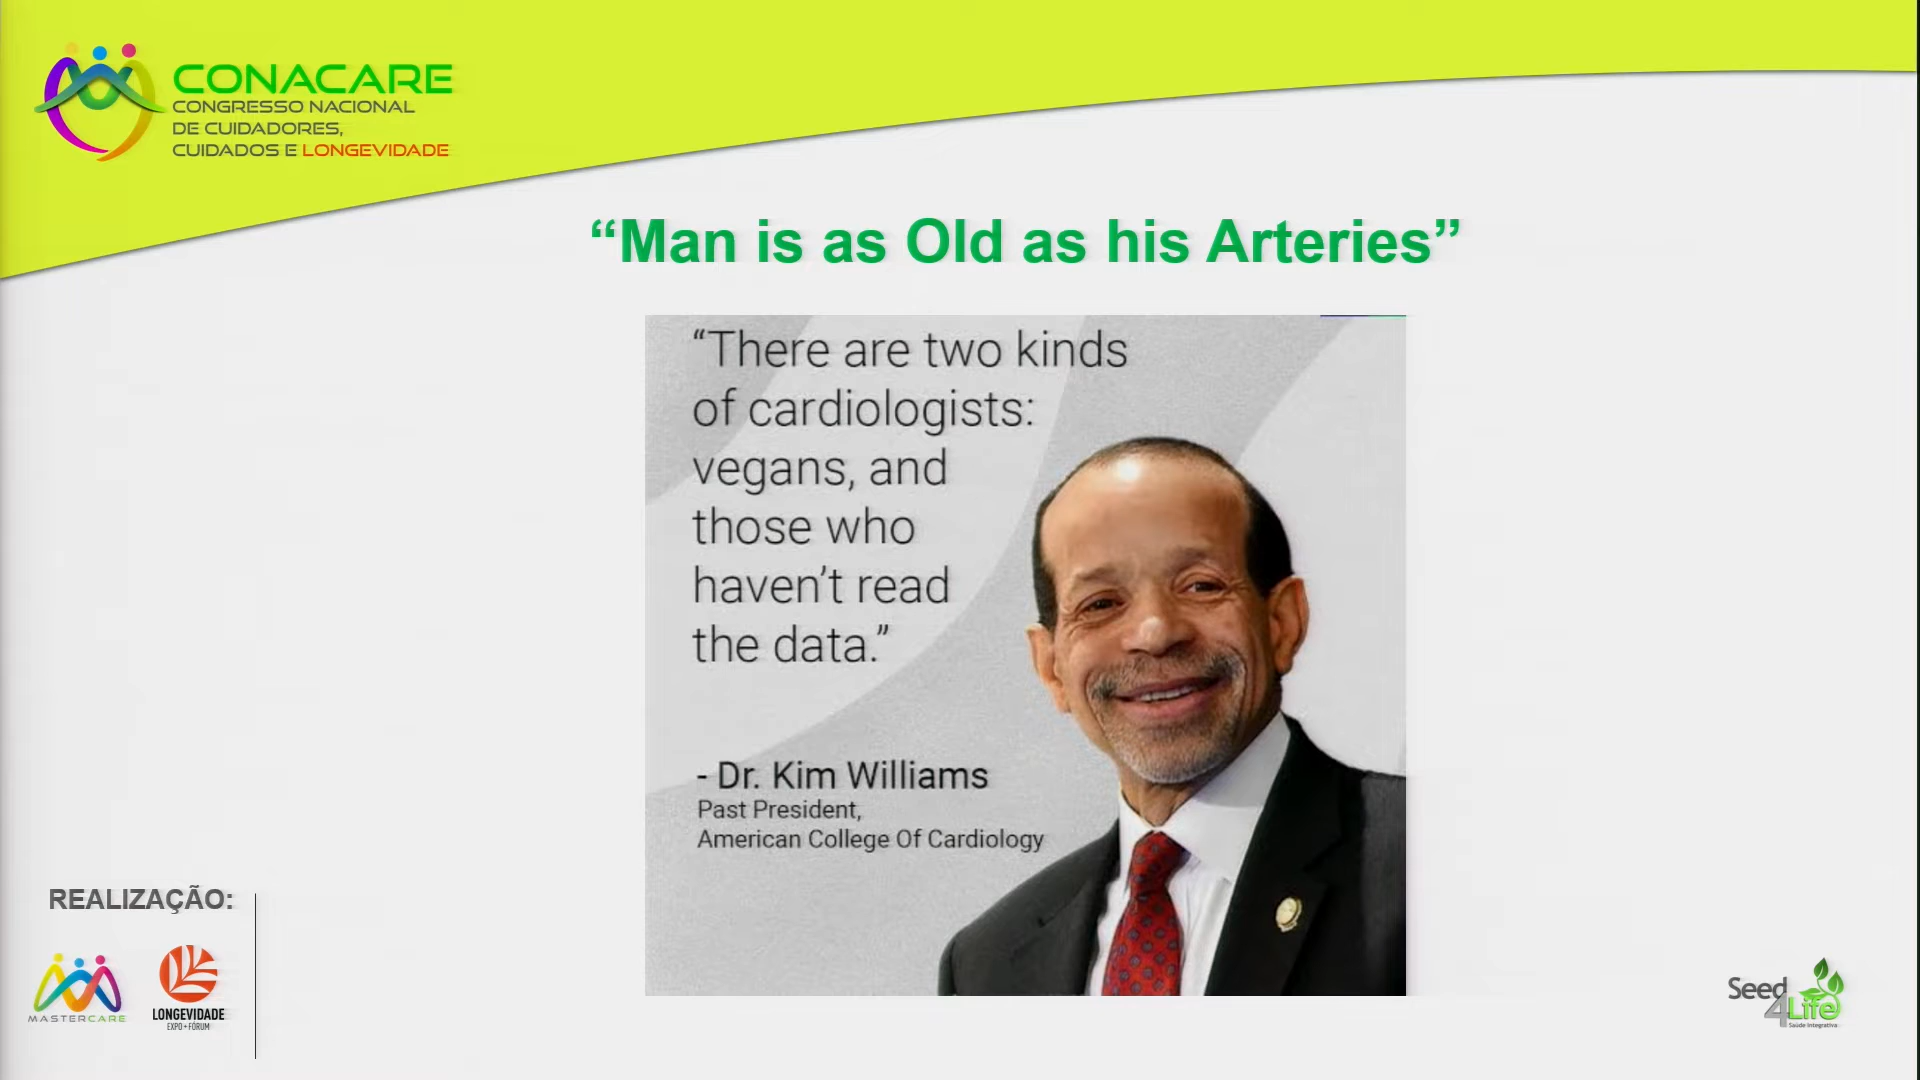 CONACARE
CONGRESSO NACIONAL
DE CUIDADORES,
CUIDADOS E LONGEVIDADE
“Man is as Old as his Arteries”
“There are two kinds
of cardiologists:
vegans, and
those who
haven’t read
the data.”
- Dr. Kim Williams
Past President,
American College Of Cardiology
REALIZAÇÃO:
MASTERCARE
LONGEVIDADE
EXPO+FÓRUM
Seed
4Life
Saúde Integrativa